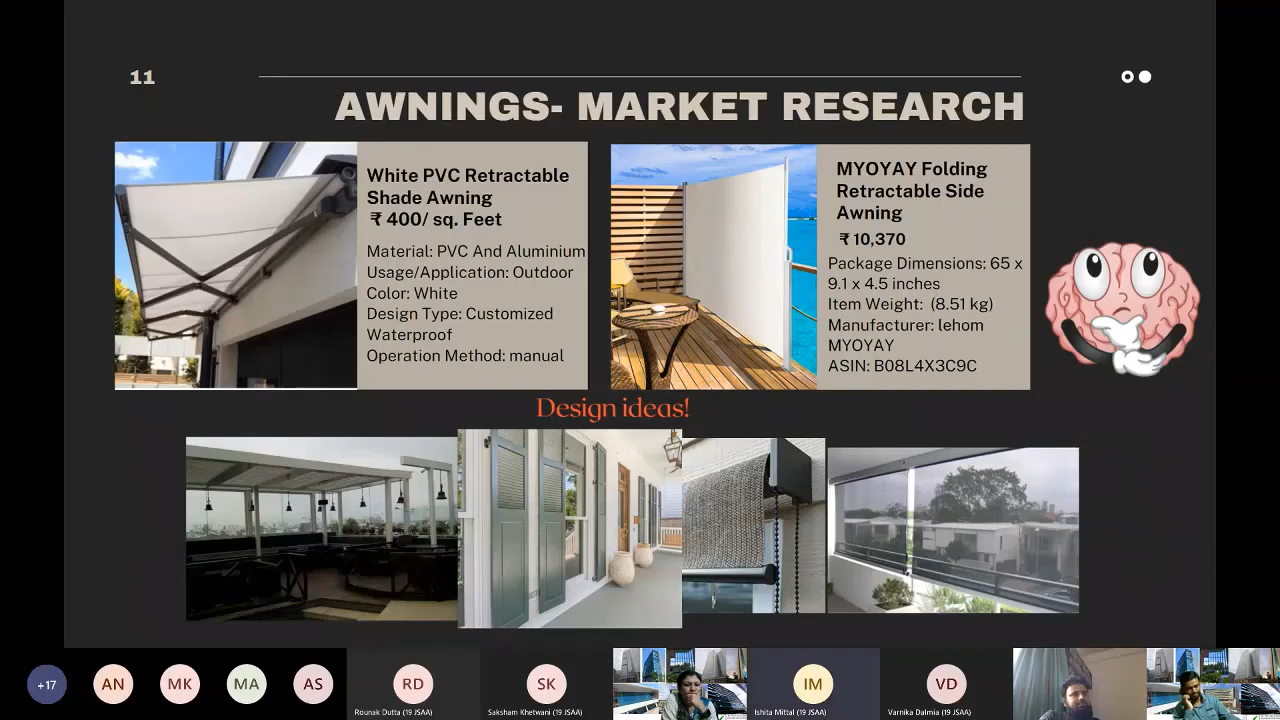 11
AWNINGS- MARKET RESEARCH
White PVC Retractable
Shade Awning
₹ 400/ sq. Feet
Material: PVC And Aluminium
Usage/Application: Outdoor
Color: White
Design Type: Customized
Waterproof
Operation Method: manual
MYOYAY Folding
Retractable Side
Awning
₹ 10,370
Package Dimensions: 65 x
9.1 x 4.5 inches
Item Weight: (8.51 kg)
Manufacturer: lehom
MYOYAY
ASIN: B08L4X3C9C
Design ideas!
+17
AN
MK
MA
AS
RD
Rounak Dutta (19 JSAA)
SK
Saksham Khetwani (19 JSAA)
IM
Ishita Mittal (19 JSAA)
VD
Varnika Dalmia (19 JSAA)